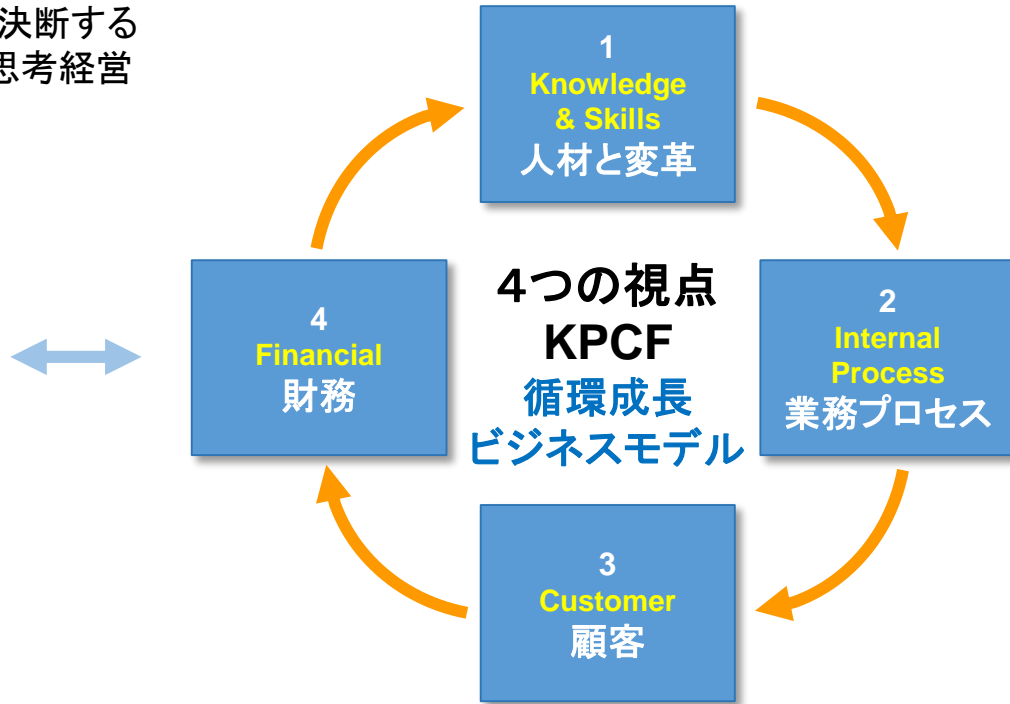 決断する
思考経営
1
Knowledge
& Skills
人材と変革
4つの視点
KPCF
循環成長
ビジネスモデル
2
Internal
Process
業務プロセス
3
Customer
顧客
4
Financial
財務